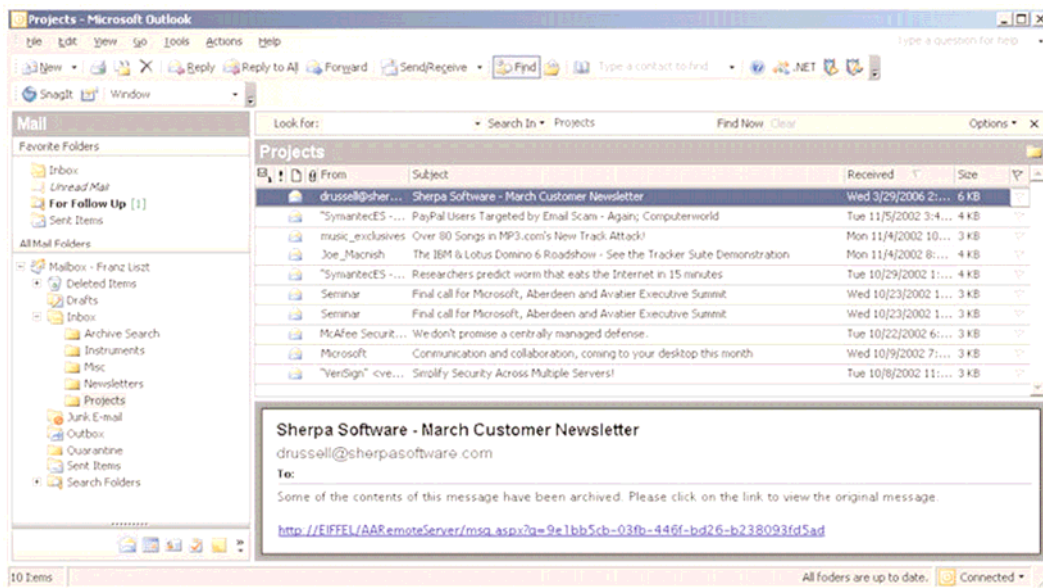 Projects - Microsoft Outlook
File Edit View Go Tools Actions Help Type a question for help
New Reply Reply to All Forward Send/Receive Find Type a contact to find .NET
SnagIt Window
Mail
Favorite Folders
Inbox
Unread Mail
For Follow Up [1]
Sent Items
All Mail Folders
Mailbox - Franz Liszt
Deleted Items
Drafts
Inbox
Archive Search
Instruments
Misc
Newsletters
Projects
Junk E-mail
Outbox
Quarantine
Sent Items
Search Folders
Look for: Search In Projects Find Now Clear Options
Projects
From Subject Received Size
drussell@sher... Sherpa Software - March Customer Newsletter Wed 3/29/2006 2:... 6 KB
"SymantecES -... PayPal Users Targeted by Email Scam - Again; Computerworld Tue 11/5/2002 3:4... 4 KB
music_exclusives Over 80 Songs in MP3.com's New Track Attack! Mon 11/4/2002 10... 3 KB
Joe_Macnish The IBM & Lotus Domino 6 Roadshow - See the Tracker Suite Demonstration Mon 11/4/2002 8:... 4 KB
"SymantecES -... Researchers predict worm that eats the Internet in 15 minutes Tue 10/29/2002 1:... 4 KB
Seminar Final call for Microsoft, Aberdeen and Avatier Executive Summit Wed 10/23/2002 1... 3 KB
Seminar Final call for Microsoft, Aberdeen and Avatier Executive Summit Wed 10/23/2002 1... 3 KB
McAfee Securit... We don't promise a centrally managed defense. Tue 10/22/2002 6:... 3 KB
Microsoft Communication and collaboration, coming to your desktop this month Wed 10/9/2002 7:... 3 KB
"VeriSign" <ve... Simplify Security Across Multiple Servers! Tue 10/8/2002 11:... 3 KB
Sherpa Software - March Customer Newsletter
drussell@sherpasoftware.com
To:
Some of the contents of this message have been archived. Please click on the link to view the original message.
http://EIFFEL/AARemoteServer/msg.aspx?g=9e1bb5cb-03fb-446f-bd26-b238093fd5ad
10 Items All foders are up to date. Connected